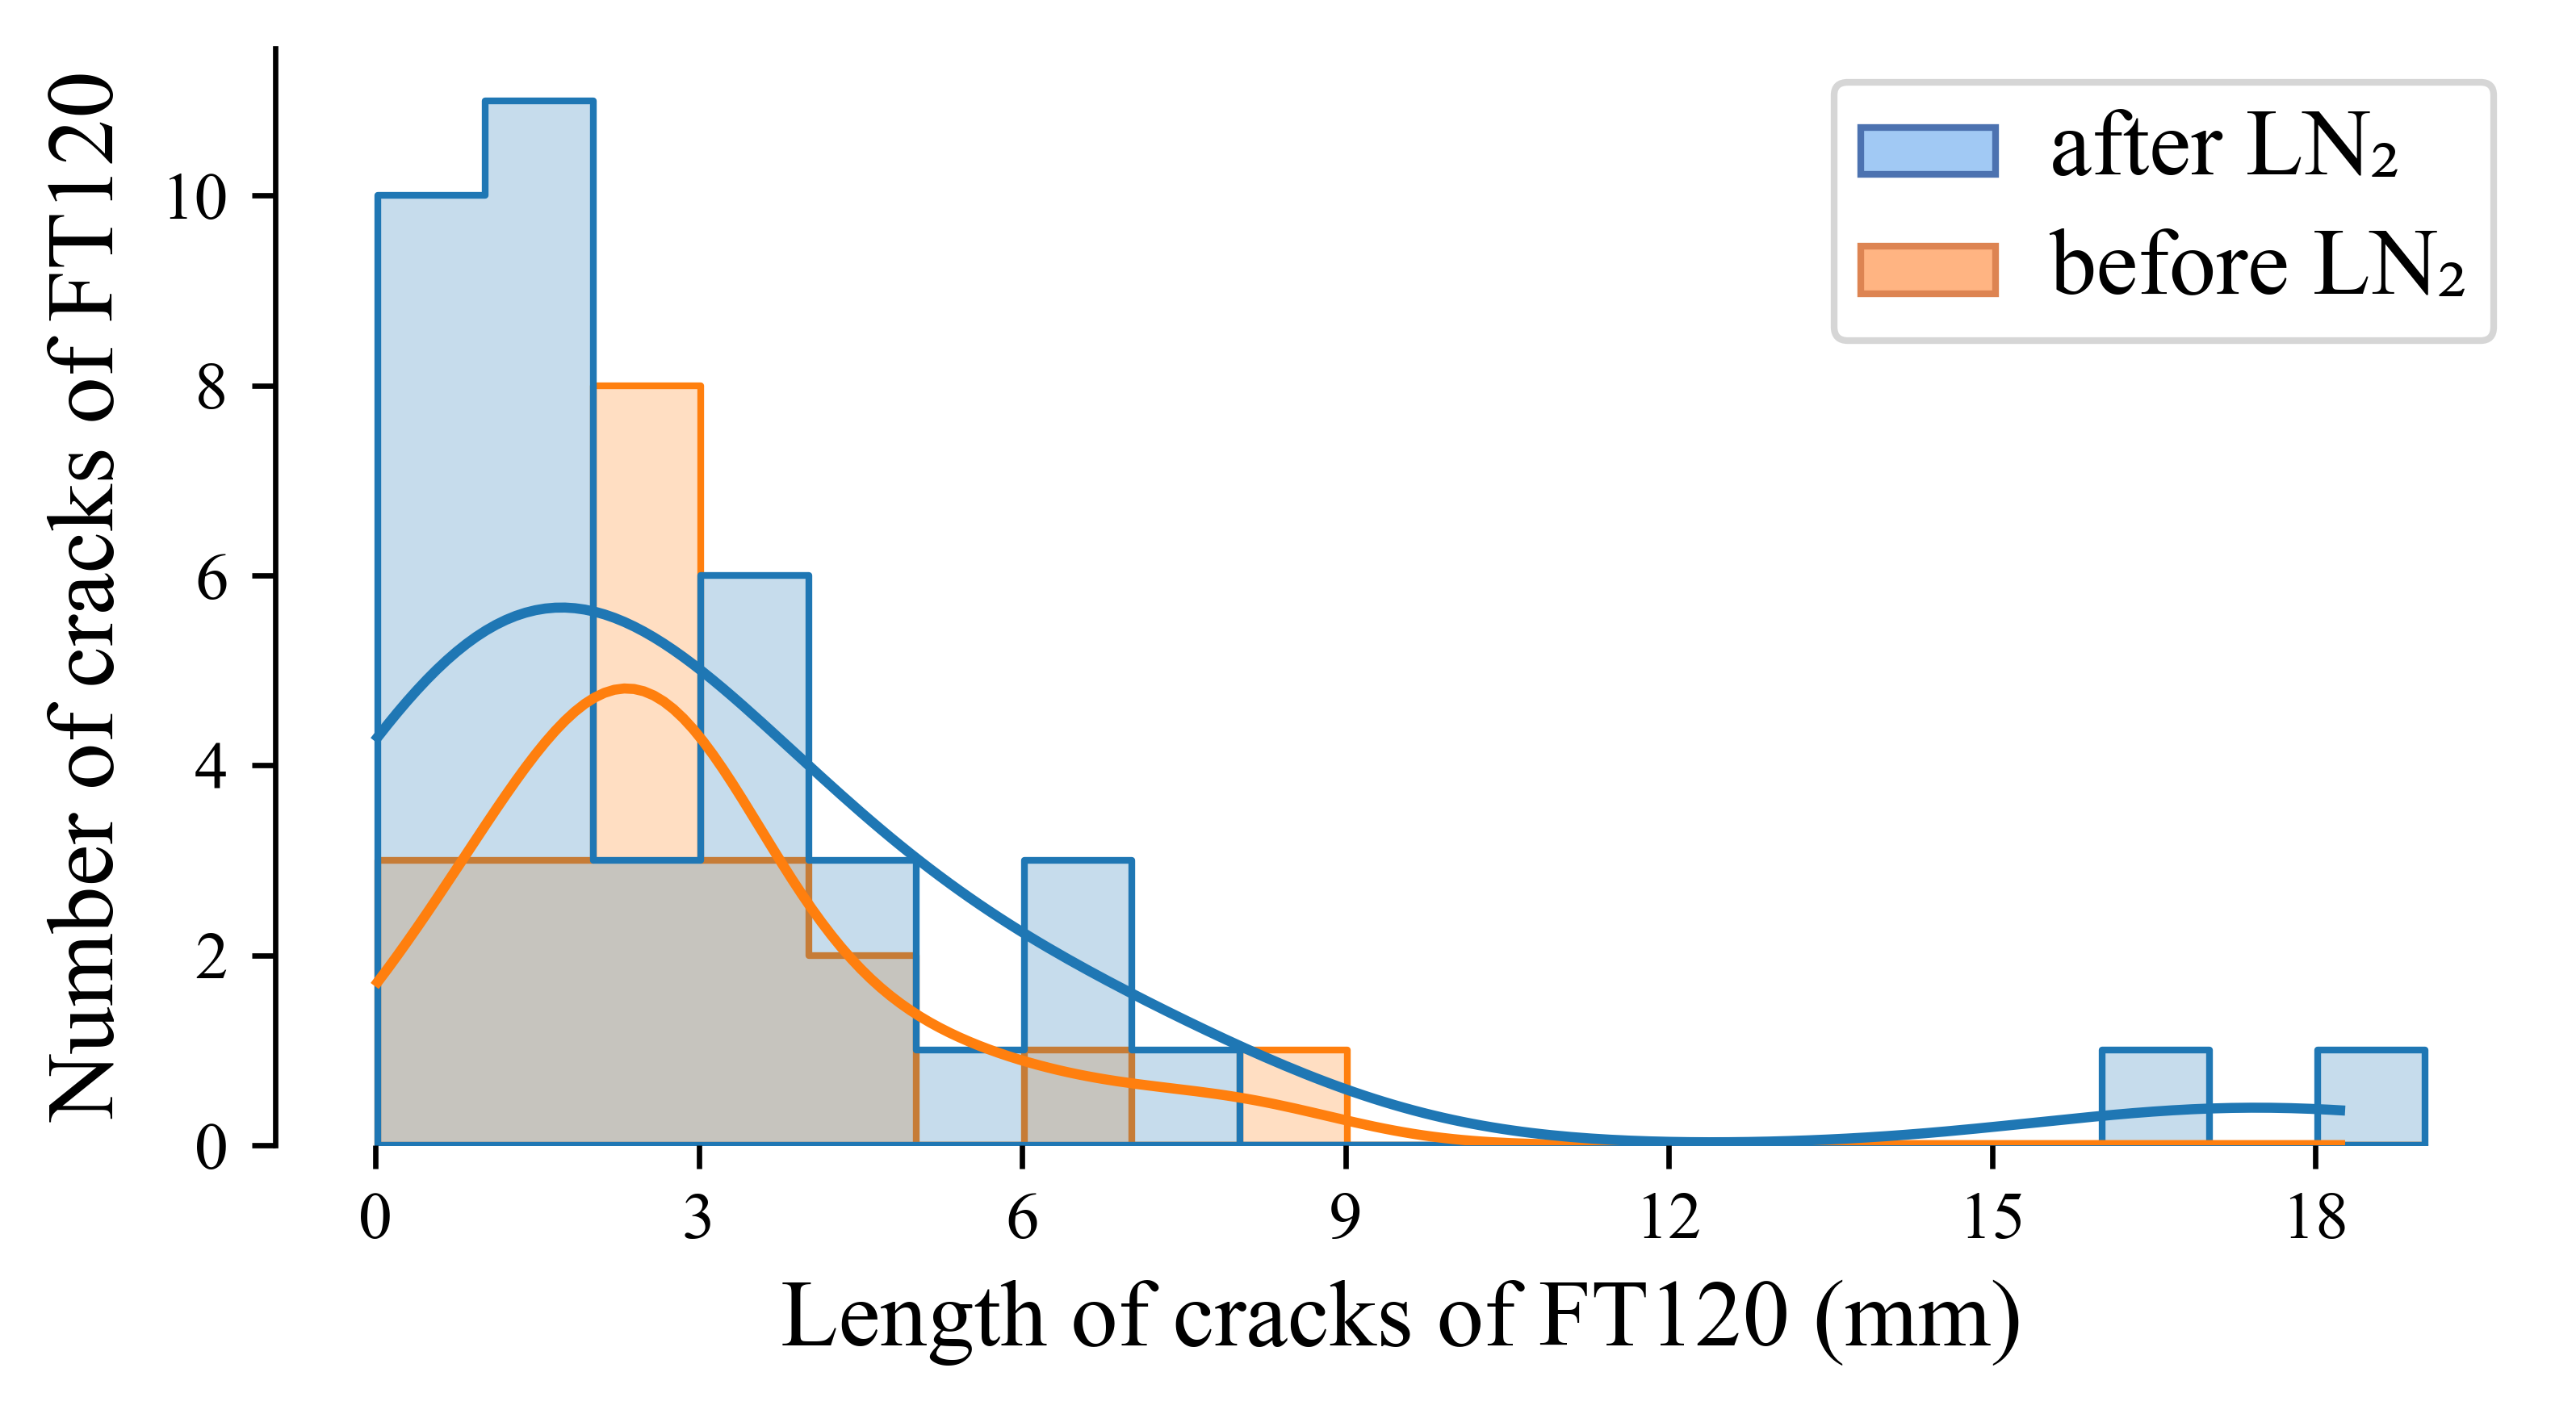 Number of cracks of FT120
10
8
6
4
2
0
after LN₂
before LN₂
0 3 6 9 12 15 18
Length of cracks of FT120 (mm)